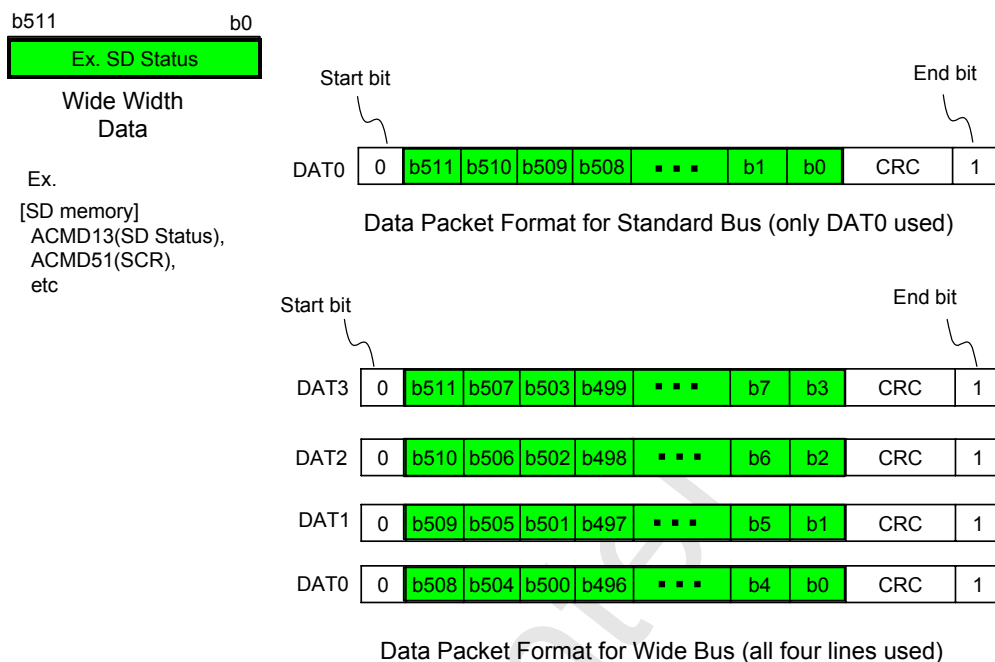 b511 b0
Ex. SD Status
Wide Width
Data
Ex.
[SD memory]
ACMD13(SD Status),
ACMD51(SCR),
etc
Start bit End bit
DAT0 0 b511 b510 b509 b508 ▪ ▪ ▪ b1 b0 CRC 1
Data Packet Format for Standard Bus (only DAT0 used)
Start bit End bit
DAT3 0 b511 b507 b503 b499 ▪ ▪ ▪ b7 b3 CRC 1
DAT2 0 b510 b506 b502 b498 ▪ ▪ ▪ b6 b2 CRC 1
DAT1 0 b509 b505 b501 b497 ▪ ▪ ▪ b5 b1 CRC 1
DAT0 0 b508 b504 b500 b496 ▪ ▪ ▪ b4 b0 CRC 1
Data Packet Format for Wide Bus (all four lines used)